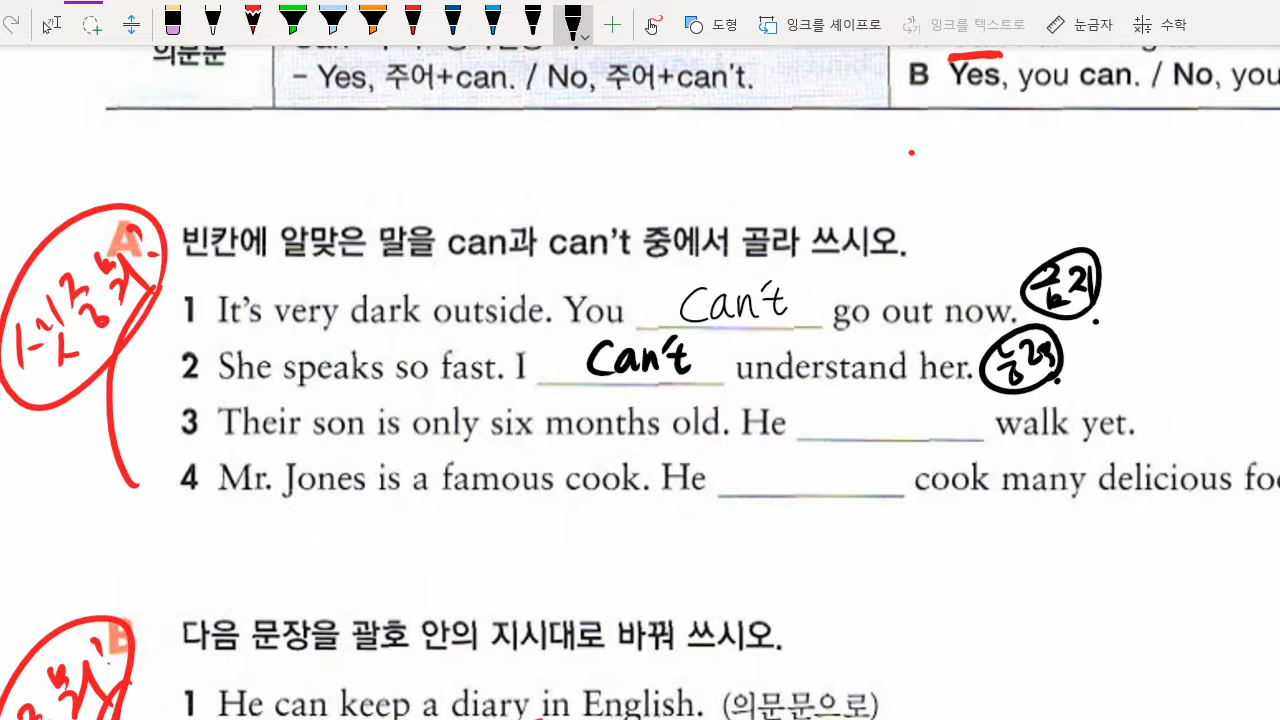 도형 잉크를 셰이프로 잉크를 텍스트로 눈금자 수학
의문문
– Yes, 주어+can. / No, 주어+can't.
B Yes, you can. / No, you
A 빈칸에 알맞은 말을 can과 can't 중에서 골라 쓰시오.
1 It's very dark outside. You can't go out now. 금지
2 She speaks so fast. I can't understand her. 능력
3 Their son is only six months old. He ________ walk yet.
4 Mr. Jones is a famous cook. He ________ cook many delicious
B 다음 문장을 괄호 안의 지시대로 바꿔 쓰시오.
1 He can keep a diary in English. (의문문으로)